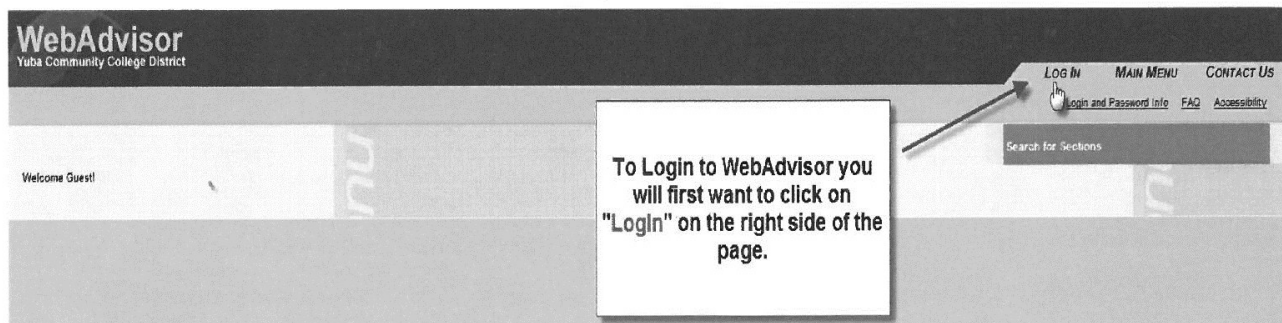 WebAdvisor
Yuba Community College District
LOG IN MAIN MENU CONTACT US
Login and Password Info FAQ Accessibility
Search for Sections
Welcome Guest!
To Login to WebAdvisor you
will first want to click on
"LogIn" on the right side of the
page.